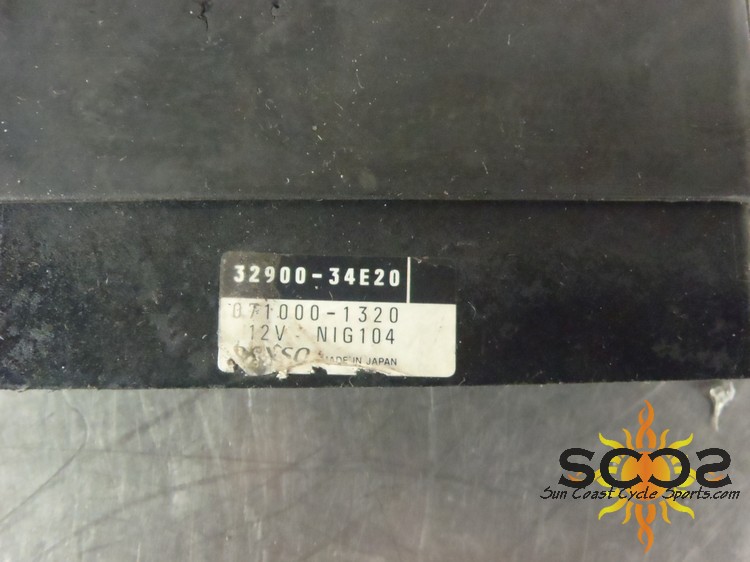 32900-34E20
071000-1320
12V NIG104
MADE IN JAPAN
SCCS
Sun Coast Cycle Sports.com